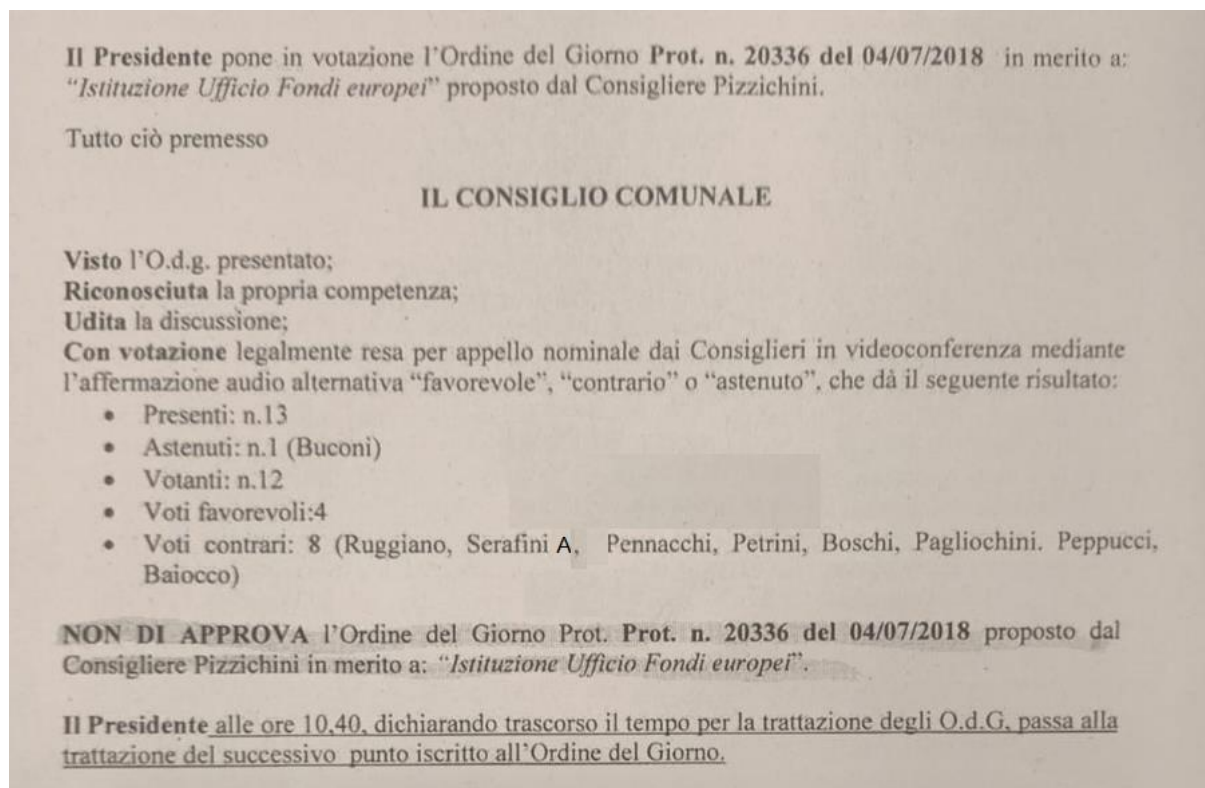 Il Presidente pone in votazione l'Ordine del Giorno Prot. n. 20336 del 04/07/2018 in merito a:
"Istituzione Ufficio Fondi europei" proposto dal Consigliere Pizzichini.
Tutto ciò premesso
IL CONSIGLIO COMUNALE
Visto l'O.d.g. presentato;
Riconosciuta la propria competenza;
Udita la discussione;
Con votazione legalmente resa per appello nominale dai Consiglieri in videoconferenza mediante
l'affermazione audio alternativa "favorevole", "contrario" o "astenuto", che dà il seguente risultato:
• Presenti: n.13
• Astenuti: n.1 (Buconi)
• Votanti: n.12
• Voti favorevoli:4
• Voti contrari: 8 (Ruggiano, Serafini A, Pennacchi, Petrini, Boschi, Pagliochini. Peppucci,
Baiocco)
NON DI APPROVA l'Ordine del Giorno Prot. Prot. n. 20336 del 04/07/2018 proposto dal
Consigliere Pizzichini in merito a: "Istituzione Ufficio Fondi europei".
Il Presidente alle ore 10,40, dichiarando trascorso il tempo per la trattazione degli O.d.G, passa alla
trattazione del successivo punto iscritto all'Ordine del Giorno.